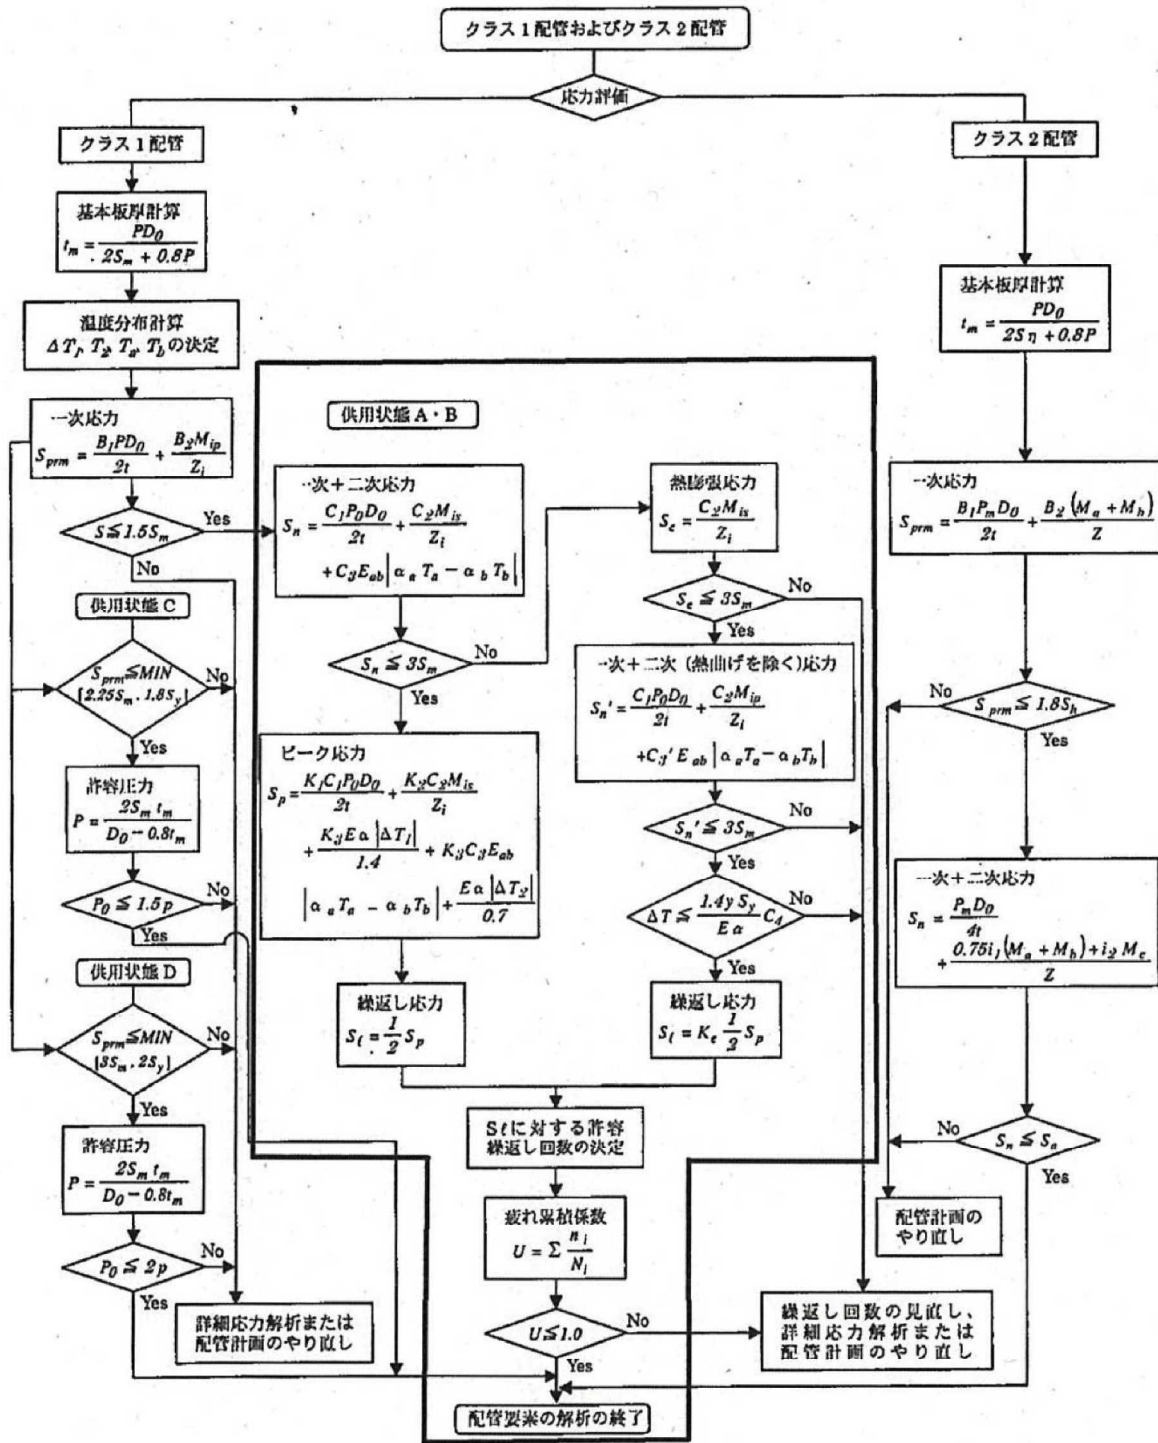 クラス1配管およびクラス2配管
応力評価
クラス1配管
基本板厚計算
t_m = PD_0 / (2S_m + 0.8P)
温度分布計算
ΔT_1, T_2, T_a, T_bの決定
一次応力
S_prm = B_1PD_0 / 2t + B_2M_ip / Z_i
S≦1.5S_m
Yes
No
供用状態C
S_prm≦MIN
[2.25S_m . 1.8S_y]
No
Yes
許容圧力
P = 2S_m t_m / (D_0 − 0.8t_m)
P_0 ≦ 1.5p
No
Yes
供用状態D
S_prm≦MIN
[3S_m . 2S_y]
No
Yes
許容圧力
P = 2S_m t_m / (D_0 − 0.8t_m)
P_0 ≦ 2p
No
Yes
詳細応力解析または
配管計画のやり直し
供用状態A・B
一次+二次応力
S_n = C_1P_0D_0 / 2t + C_2M_is / Z_i
+ C_3E_ab|α_a T_a − α_b T_b|
S_n ≦ 3S_m
No
Yes
ピーク応力
S_p = K_1C_1P_0D_0 / 2t + K_2C_2M_is / Z_i
+ K_3Eα|ΔT_1| / 1.4 + K_3C_3E_ab
|α_a T_a − α_b T_b| + Eα|ΔT_2| / 0.7
繰返し応力
S_ℓ = 1/2 S_p
熱膨張応力
S_e = C_2M_is / Z_i
S_e ≦ 3S_m
No
Yes
一次+二次(熱曲げを除く)応力
S_n' = C_1P_0D_0 / 2t + C_2M_ip / Z_i
+C_3' E_ab|α_aT_a − α_bT_b|
S_n' ≦ 3S_m
No
Yes
ΔT ≦ 1.4y S_y / Eα C_4
No
Yes
繰返し応力
S_ℓ = K_e 1/2 S_p
Sℓに対する許容
繰返し回数の決定
疲れ累積係数
U = Σ n_i / N_i
U≦1.0
No
Yes
繰返し回数の見直し、
詳細応力解析または
配管計画のやり直し
配管要素の解析の終了
クラス2配管
基本板厚計算
t_m = PD_0 / (2Sη + 0.8P)
一次応力
S_prm = B_1P_mD_0 / 2t + B_2(M_a + M_b) / Z
S_prm ≦ 1.8S_h
No
Yes
一次+二次応力
S_n = P_mD_0 / 4t
+ 0.75i_1(M_a + M_b) + i_2 M_c / Z
S_n ≦ S_a
No
Yes
配管計画の
やり直し